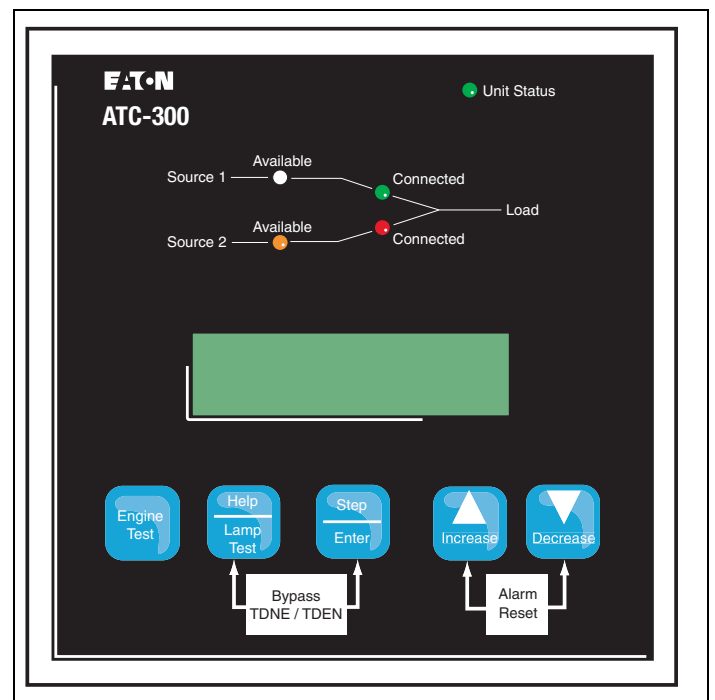 EATON
ATC-300
Unit Status
Available
Source 1
Connected
Load
Available
Source 2
Connected
Engine
Test
Help
Lamp
Test
Step
Enter
Increase
Decrease
Bypass
TDNE / TDEN
Alarm
Reset